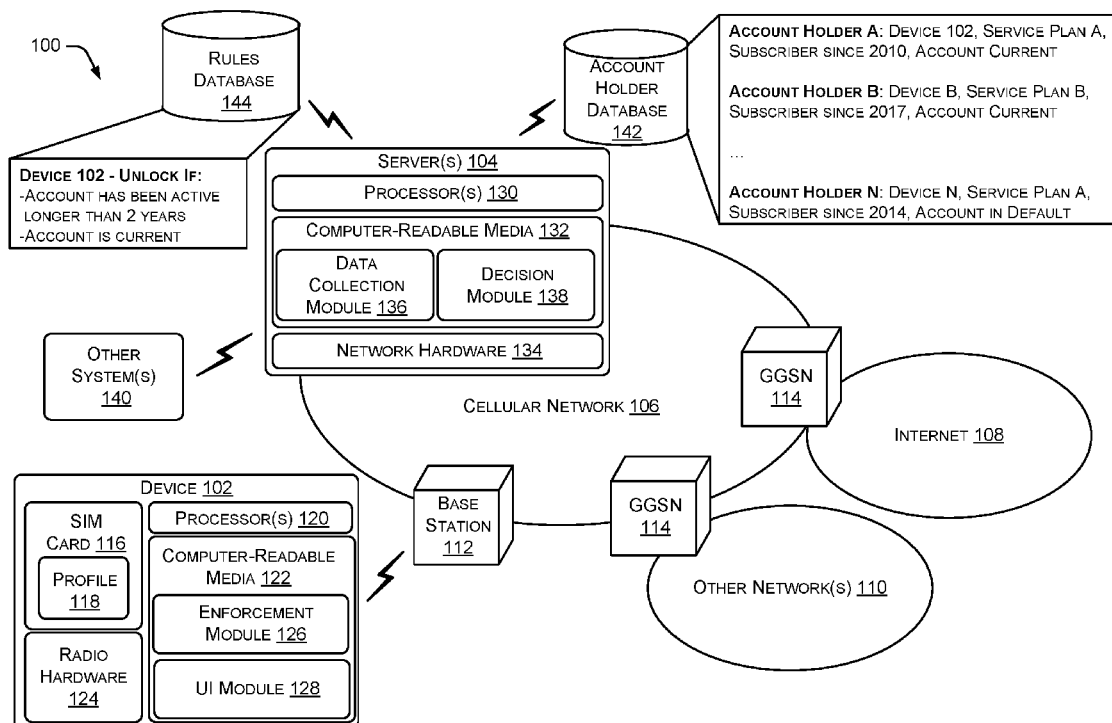 100
RULES
DATABASE
144
ACCOUNT
HOLDER
DATABASE
142
ACCOUNT HOLDER A: DEVICE 102, SERVICE PLAN A,
SUBSCRIBER SINCE 2010, ACCOUNT CURRENT
ACCOUNT HOLDER B: DEVICE B, SERVICE PLAN B,
SUBSCRIBER SINCE 2017, ACCOUNT CURRENT
...
ACCOUNT HOLDER N: DEVICE N, SERVICE PLAN A,
SUBSCRIBER SINCE 2014, ACCOUNT IN DEFAULT
DEVICE 102 - UNLOCK IF:
-ACCOUNT HAS BEEN ACTIVE
LONGER THAN 2 YEARS
-ACCOUNT IS CURRENT
SERVER(S) 104
PROCESSOR(S) 130
COMPUTER-READABLE MEDIA 132
DATA
COLLECTION
MODULE 136
DECISION
MODULE 138
NETWORK HARDWARE 134
OTHER
SYSTEM(S)
140
CELLULAR NETWORK 106
GGSN
114
INTERNET 108
GGSN
114
OTHER NETWORK(S) 110
BASE
STATION
112
DEVICE 102
SIM
CARD 116
PROFILE
118
RADIO
HARDWARE
124
PROCESSOR(S) 120
COMPUTER-READABLE
MEDIA 122
ENFORCEMENT
MODULE 126
UI MODULE 128